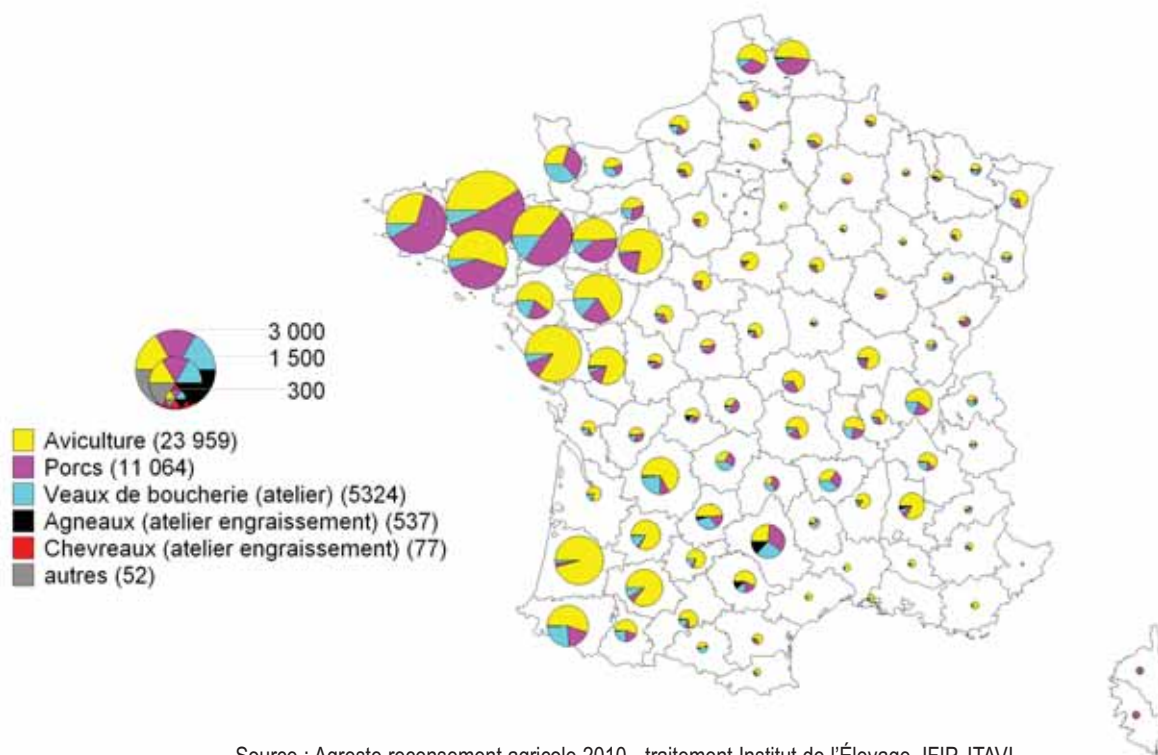 3 000
1 500
300
Aviculture (23 959)
Porcs (11 064)
Veaux de boucherie (atelier) (5324)
Agneaux (atelier engraissement) (537)
Chevreaux (atelier engraissement) (77)
autres (52)
Source : Agreste recensement agricole 2010 - traitement Institut de l'Élevage, IFIP, ITAVI